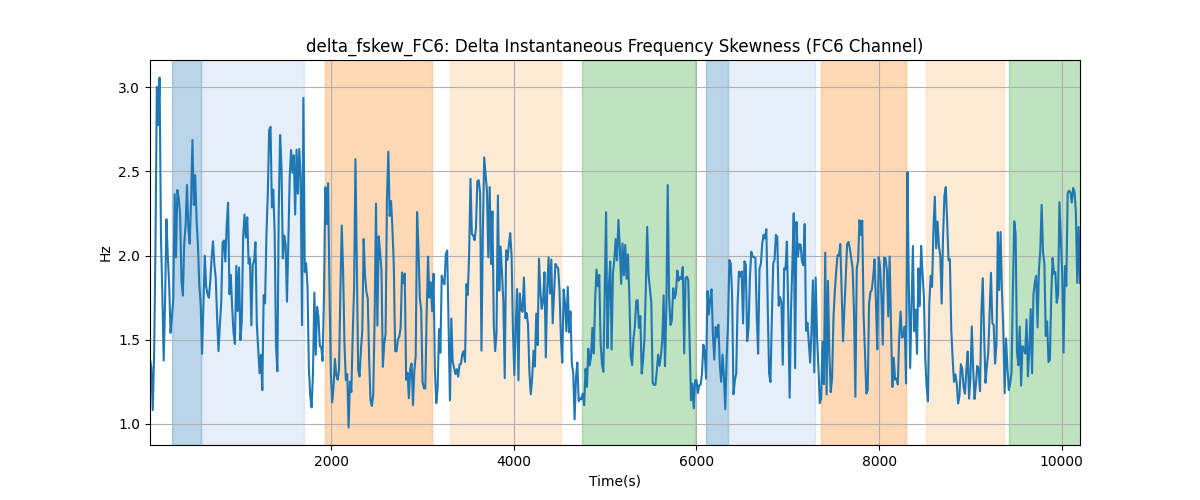 delta_fskew_FC6: Delta Instantaneous Frequency Skewness (FC6 Channel)
3.0
2.5
2.0
1.5
1.0
Hz
2000 4000 6000 8000 10000
Time(s)